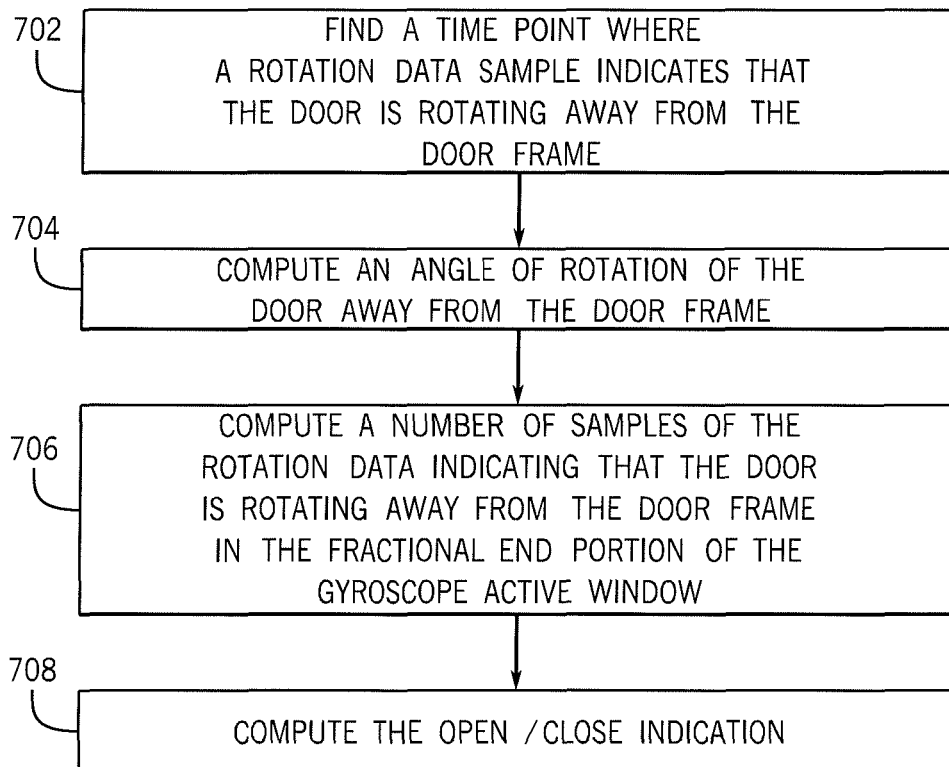 702
FIND A TIME POINT WHERE
A ROTATION DATA SAMPLE INDICATES THAT
THE DOOR IS ROTATING AWAY FROM THE
DOOR FRAME
704
COMPUTE AN ANGLE OF ROTATION OF THE
DOOR AWAY FROM THE DOOR FRAME
706
COMPUTE A NUMBER OF SAMPLES OF THE
ROTATION DATA INDICATING THAT THE DOOR
IS ROTATING AWAY FROM THE DOOR FRAME
IN THE FRACTIONAL END PORTION OF THE
GYROSCOPE ACTIVE WINDOW
708
COMPUTE THE OPEN /CLOSE INDICATION